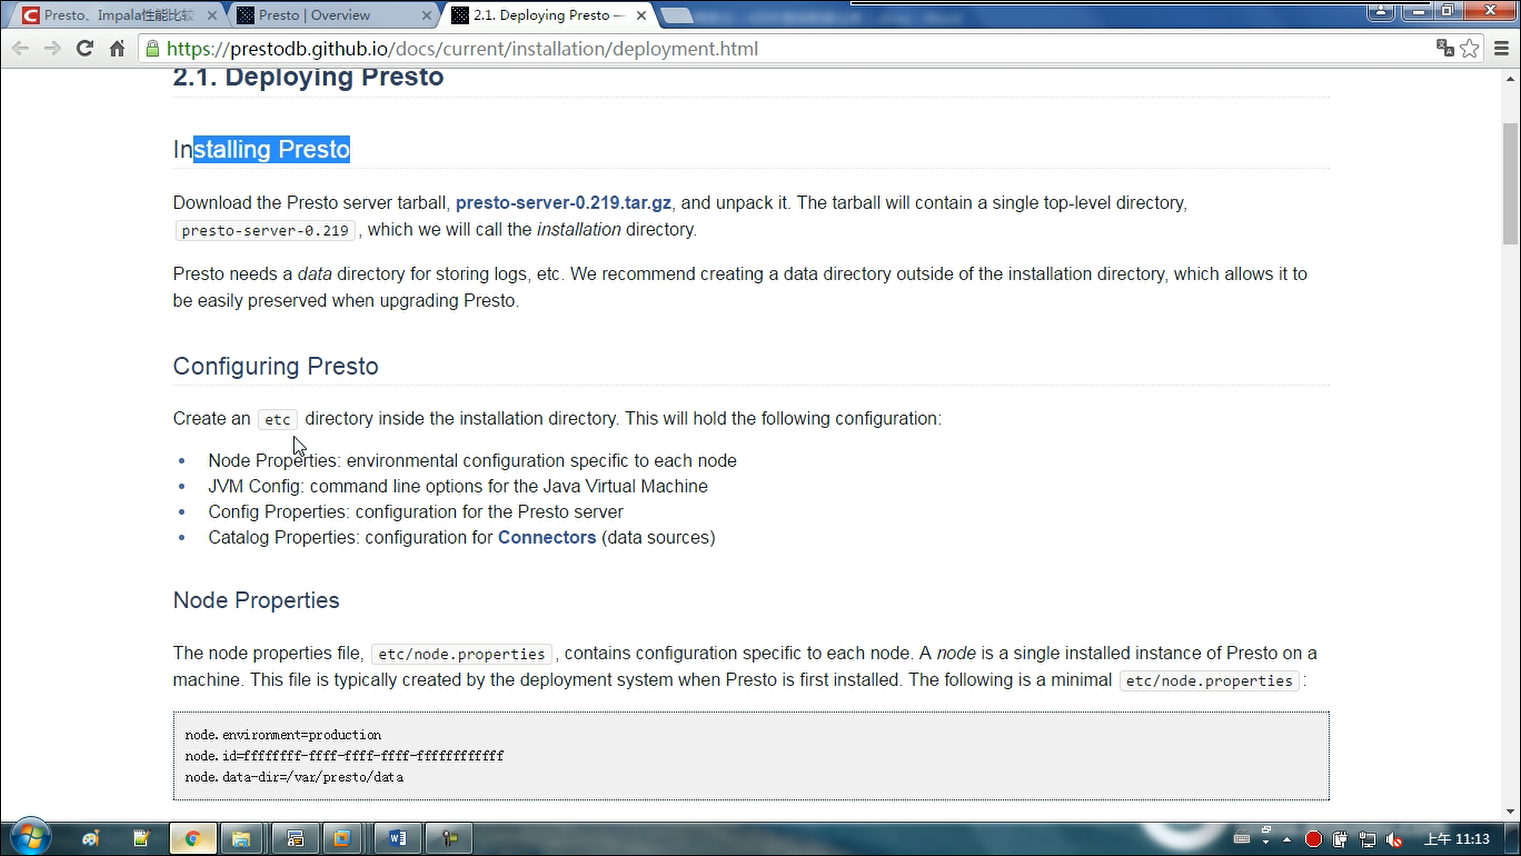 Presto、Impala性能比较
Presto | Overview
2.1. Deploying Presto —
https://prestodb.github.io/docs/current/installation/deployment.html
2.1. Deploying Presto
Installing Presto
Download the Presto server tarball, presto-server-0.219.tar.gz, and unpack it. The tarball will contain a single top-level directory,
presto-server-0.219 , which we will call the installation directory.
Presto needs a data directory for storing logs, etc. We recommend creating a data directory outside of the installation directory, which allows it to
be easily preserved when upgrading Presto.
Configuring Presto
Create an etc directory inside the installation directory. This will hold the following configuration:
• Node Properties: environmental configuration specific to each node
• JVM Config: command line options for the Java Virtual Machine
• Config Properties: configuration for the Presto server
• Catalog Properties: configuration for Connectors (data sources)
Node Properties
The node properties file, etc/node.properties , contains configuration specific to each node. A node is a single installed instance of Presto on a
machine. This file is typically created by the deployment system when Presto is first installed. The following is a minimal etc/node.properties :
node.environment=production
node.id=ffffffff-ffff-ffff-ffff-ffffffffffff
node.data-dir=/var/presto/data
上午 11:13